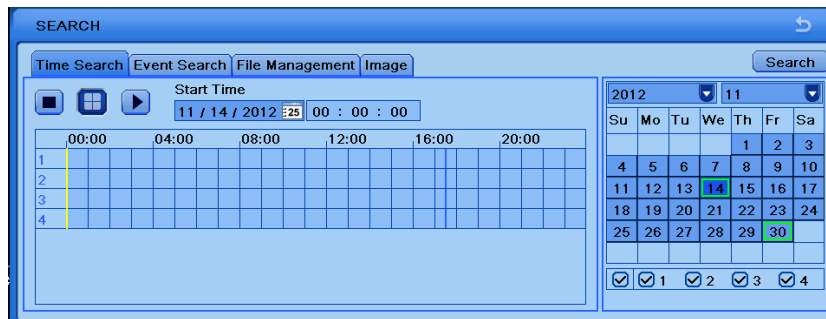 SEARCH
Time Search Event Search File Management Image
Search
Start Time
11 / 14 / 2012 25 00 : 00 : 00
00:00 04:00 08:00 12:00 16:00 20:00
1
2
3
4
2012 11
Su Mo Tu We Th Fr Sa
1 2 3
4 5 6 7 8 9 10
11 12 13 14 15 16 17
18 19 20 21 22 23 24
25 26 27 28 29 30
1 2 3 4